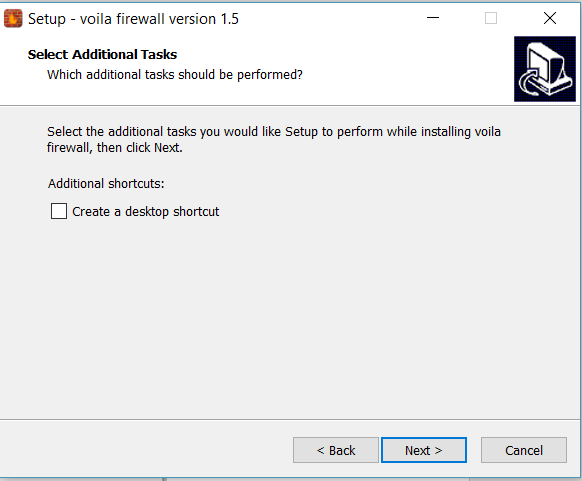 Setup - voila firewall version 1.5
Select Additional Tasks
Which additional tasks should be performed?
Select the additional tasks you would like Setup to perform while installing voila
firewall, then click Next.
Additional shortcuts:
Create a desktop shortcut
< Back
Next >
Cancel